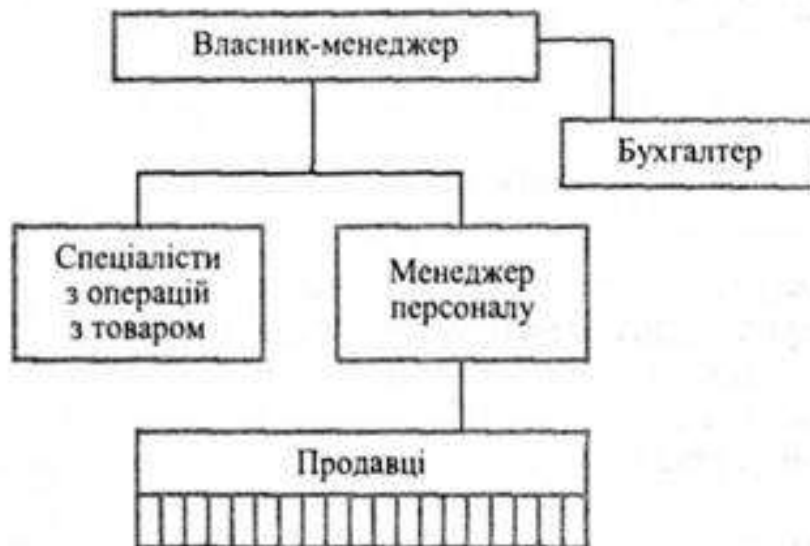 Власник-менеджер
Бухгалтер
Спеціалісти
з операцій
з товаром
Менеджер
персоналу
Продавці